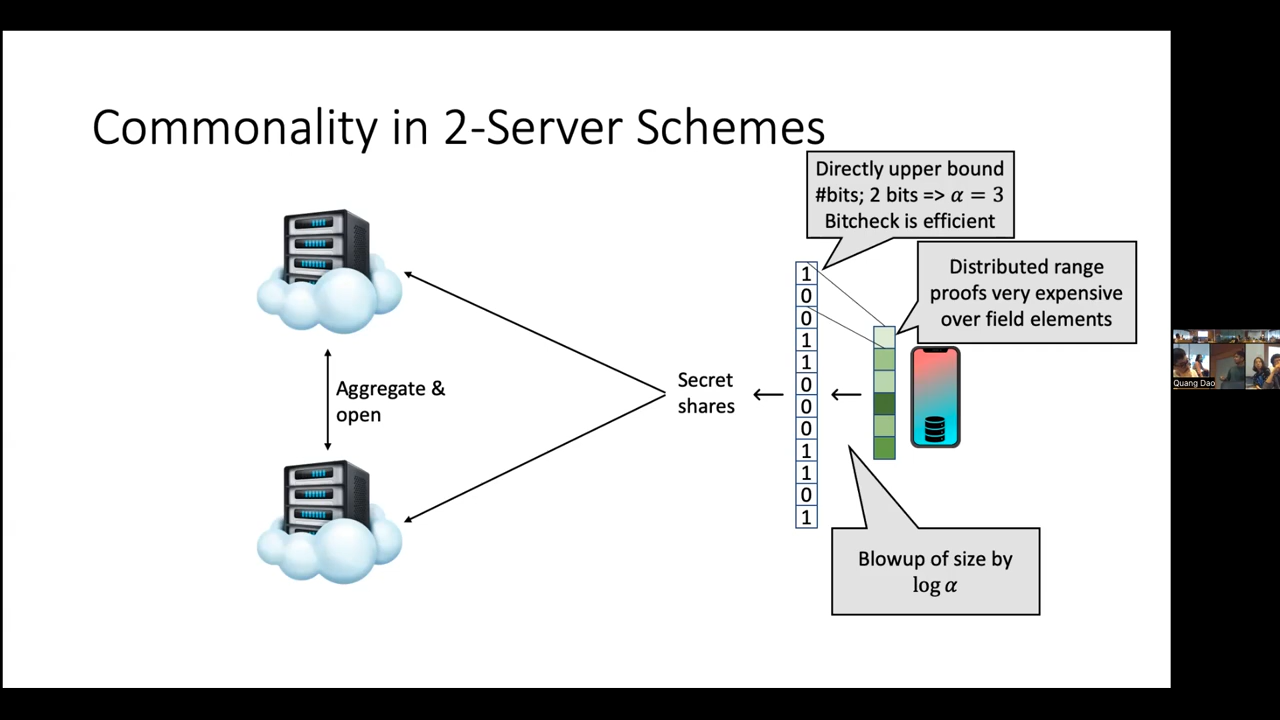 Commonality in 2-Server Schemes
Directly upper bound
#bits; 2 bits => α = 3
Bitcheck is efficient
Distributed range
proofs very expensive
over field elements
1
0
0
1
1
0
0
0
1
1
0
1
Secret
shares
Aggregate &
open
Blowup of size by
log α
Quang Dao